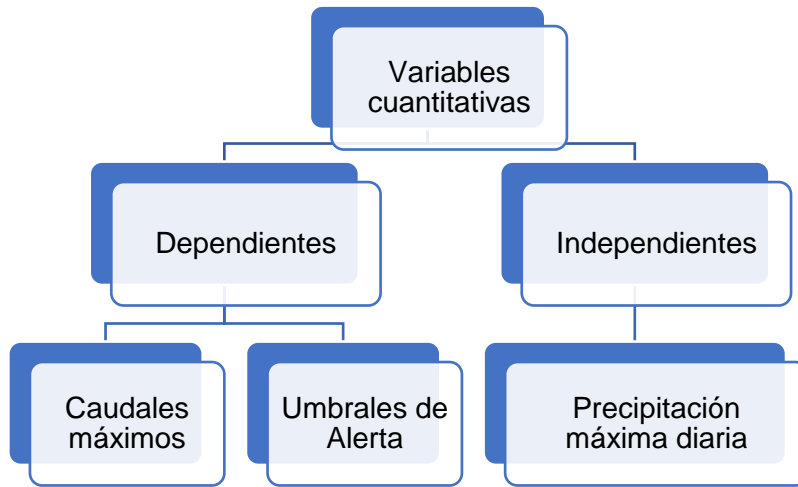 Variables
cuantitativas
Dependientes
Independientes
Caudales
máximos
Umbrales de
Alerta
Precipitación
máxima diaria